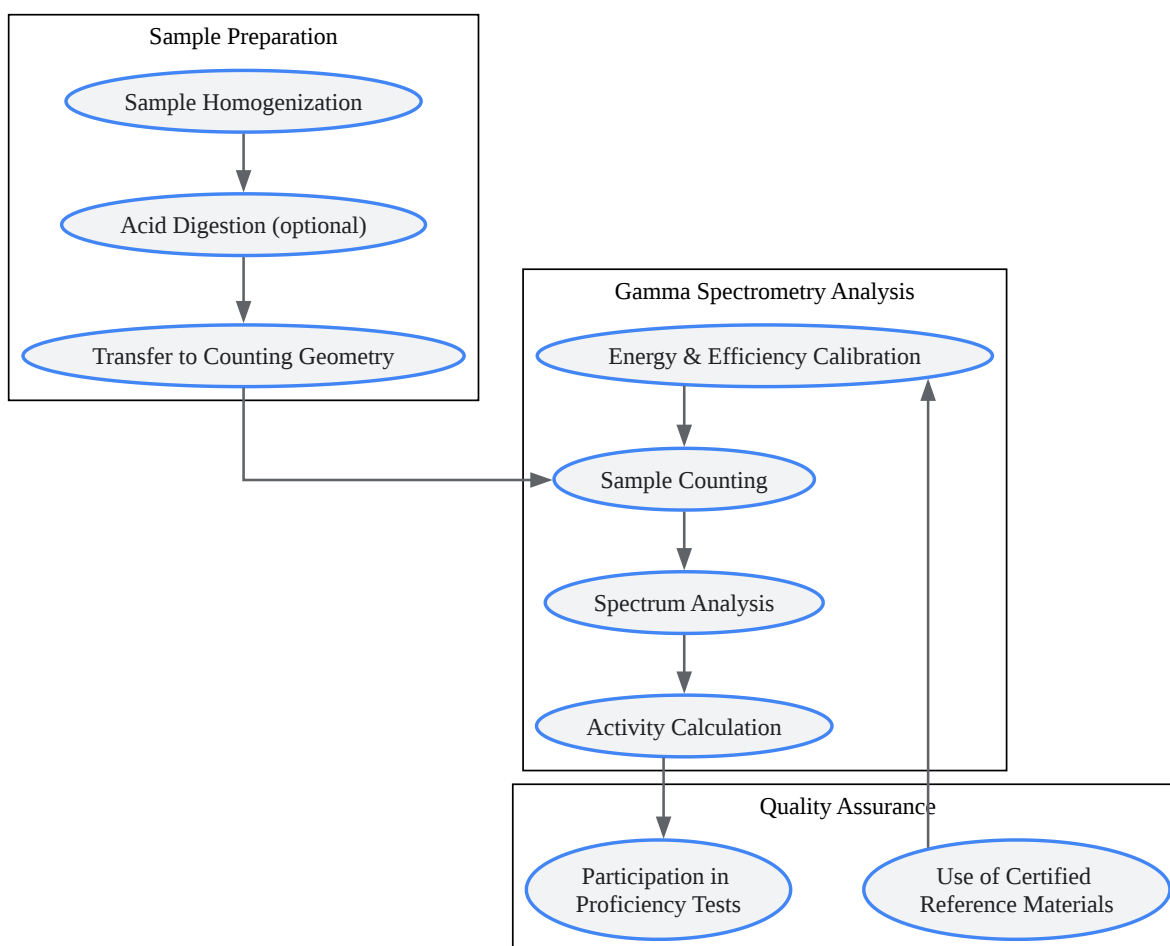 Sample Preparation
Sample Homogenization
Acid Digestion (optional)
Transfer to Counting Geometry
Gamma Spectrometry Analysis
Energy & Efficiency Calibration
Sample Counting
Spectrum Analysis
Activity Calculation
Quality Assurance
Participation in
Proficiency Tests
Use of Certified
Reference Materials